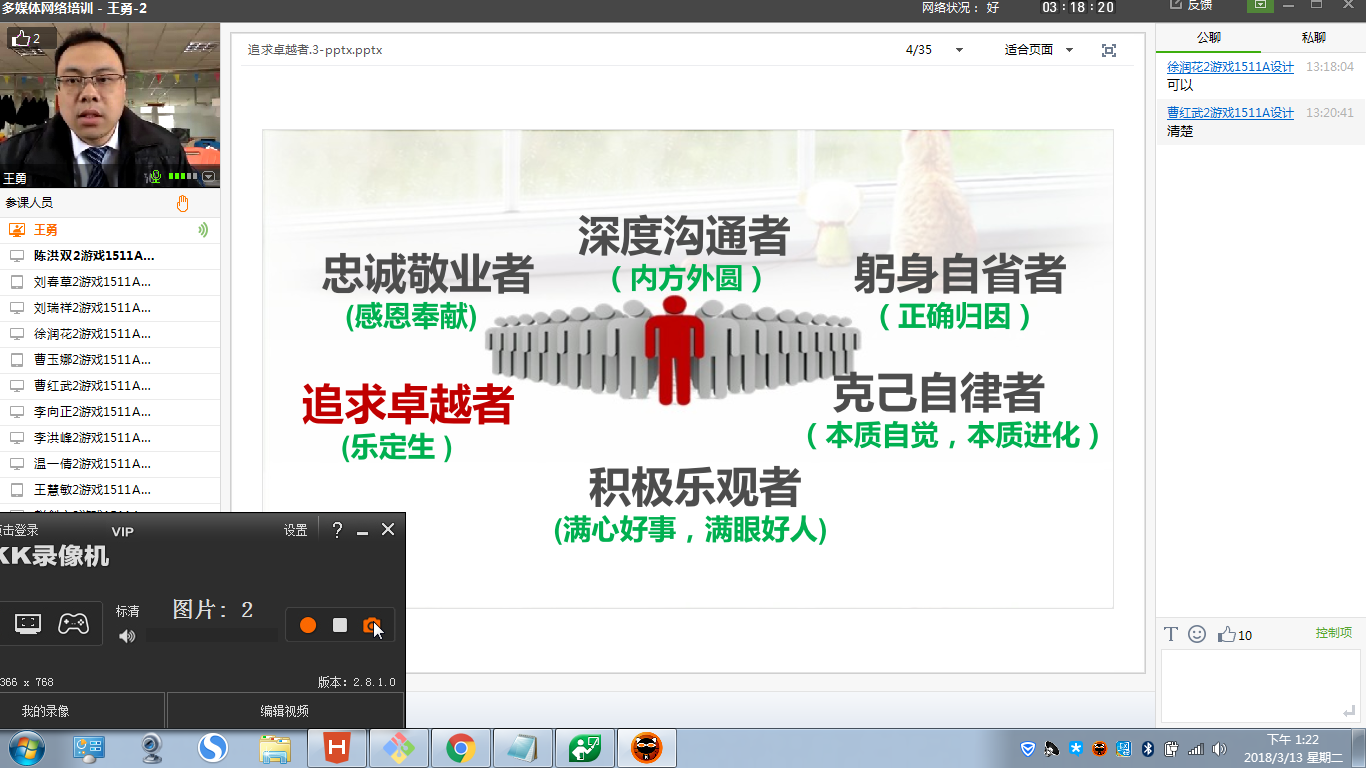 多媒体网络培训 - 王勇-2
网络状况： 好
03:18:20
反馈
2
王勇
参课人员
王勇
陈洪双2游戏1511A...
刘春草2游戏1511A...
刘瑞祥2游戏1511A...
徐润花2游戏1511A...
曹玉娜2游戏1511A...
曹红武2游戏1511A...
李向正2游戏1511A...
李洪峰2游戏1511A...
温一倩2游戏1511A...
王慧敏2游戏1511A...
追求卓越者.3-pptx.pptx
4/35
适合页面
深度沟通者
（内方外圆）
忠诚敬业者
(感恩奉献)
躬身自省者
（正确归因）
追求卓越者
(乐定生）
克己自律者
（本质自觉，本质进化）
积极乐观者
(满心好事，满眼好人)
公聊
私聊
徐润花2游戏1511A设计 13:18:04
可以
曹红武2游戏1511A设计 13:20:41
清楚
10
控制项
击登录
VIP
设置
KK录像机
标清
图片: 2
366 x 768
版本: 2.8.1.0
我的录像
编辑视频
下午 1:22
2018/3/13 星期二